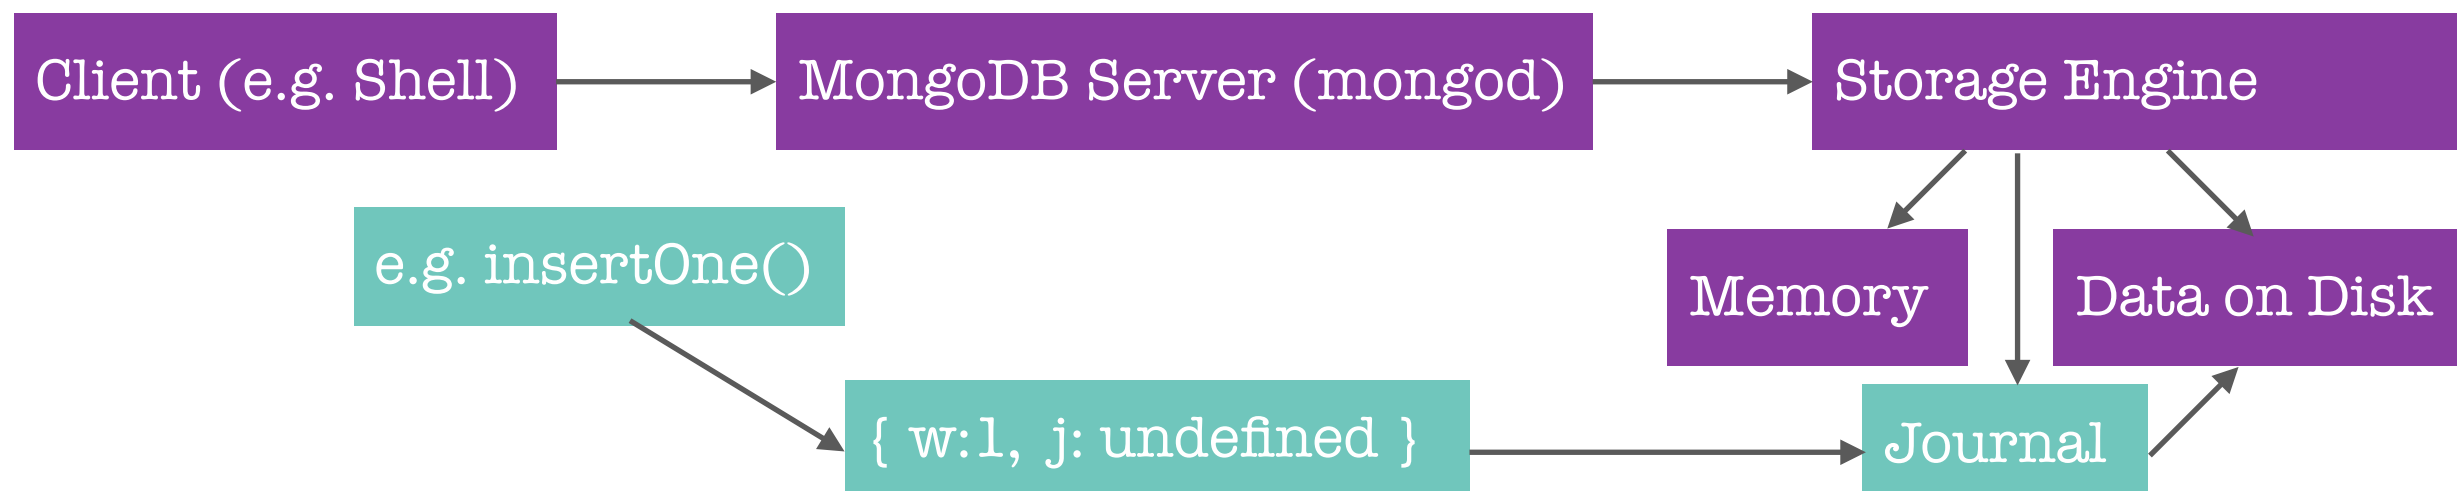 Client (e.g. Shell)
MongoDB Server (mongod)
Storage Engine
e.g. insertOne()
Memory
Data on Disk
{ w:1, j: undefined }
Journal